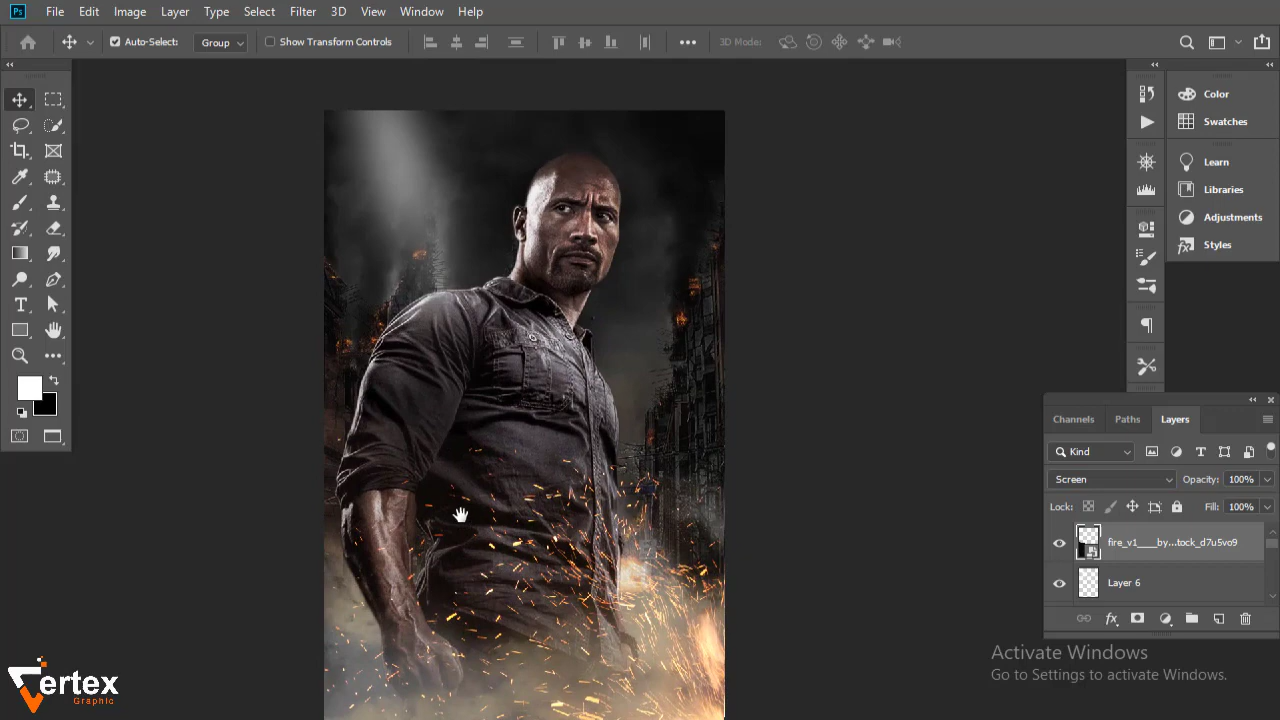 Ps File Edit Image Layer Type Select Filter 3D View Window Help
Auto-Select: Group Show Transform Controls 3D Mode:
Color
Swatches
Learn
Libraries
Adjustments
Styles
Channels Paths Layers
Kind
Screen Opacity: 100%
Lock: Fill: 100%
fire_v1____by...tock_d7u5vo9
Layer 6
Activate Windows
Go to Settings to activate Windows.
Vertex
Graphic